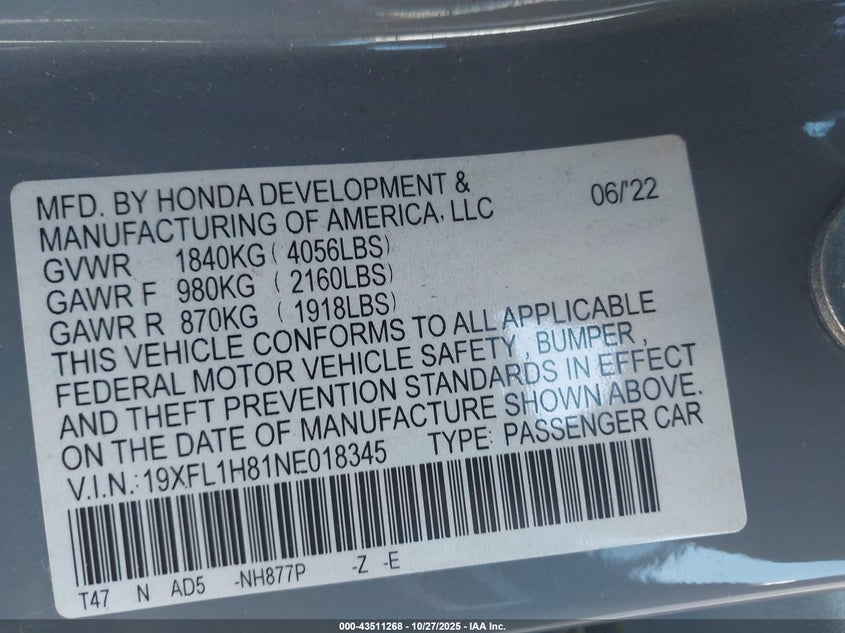 MFD. BY HONDA DEVELOPMENT & 06/'22
MANUFACTURING OF AMERICA, LLC
GVWR 1840KG ( 4056LBS)
GAWR F 980KG ( 2160LBS)
GAWR R 870KG ( 1918LBS)
THIS VEHICLE CONFORMS TO ALL APPLICABLE
FEDERAL MOTOR VEHICLE SAFETY, BUMPER,
AND THEFT PREVENTION STANDARDS IN EFFECT
ON THE DATE OF MANUFACTURE SHOWN ABOVE.
V.I.N.:19XFL1H81NE018345 TYPE: PASSENGER CAR
T47 N AD5 -NH877P -Z -E
000-43511268 - 10/27/2025 - IAA Inc.